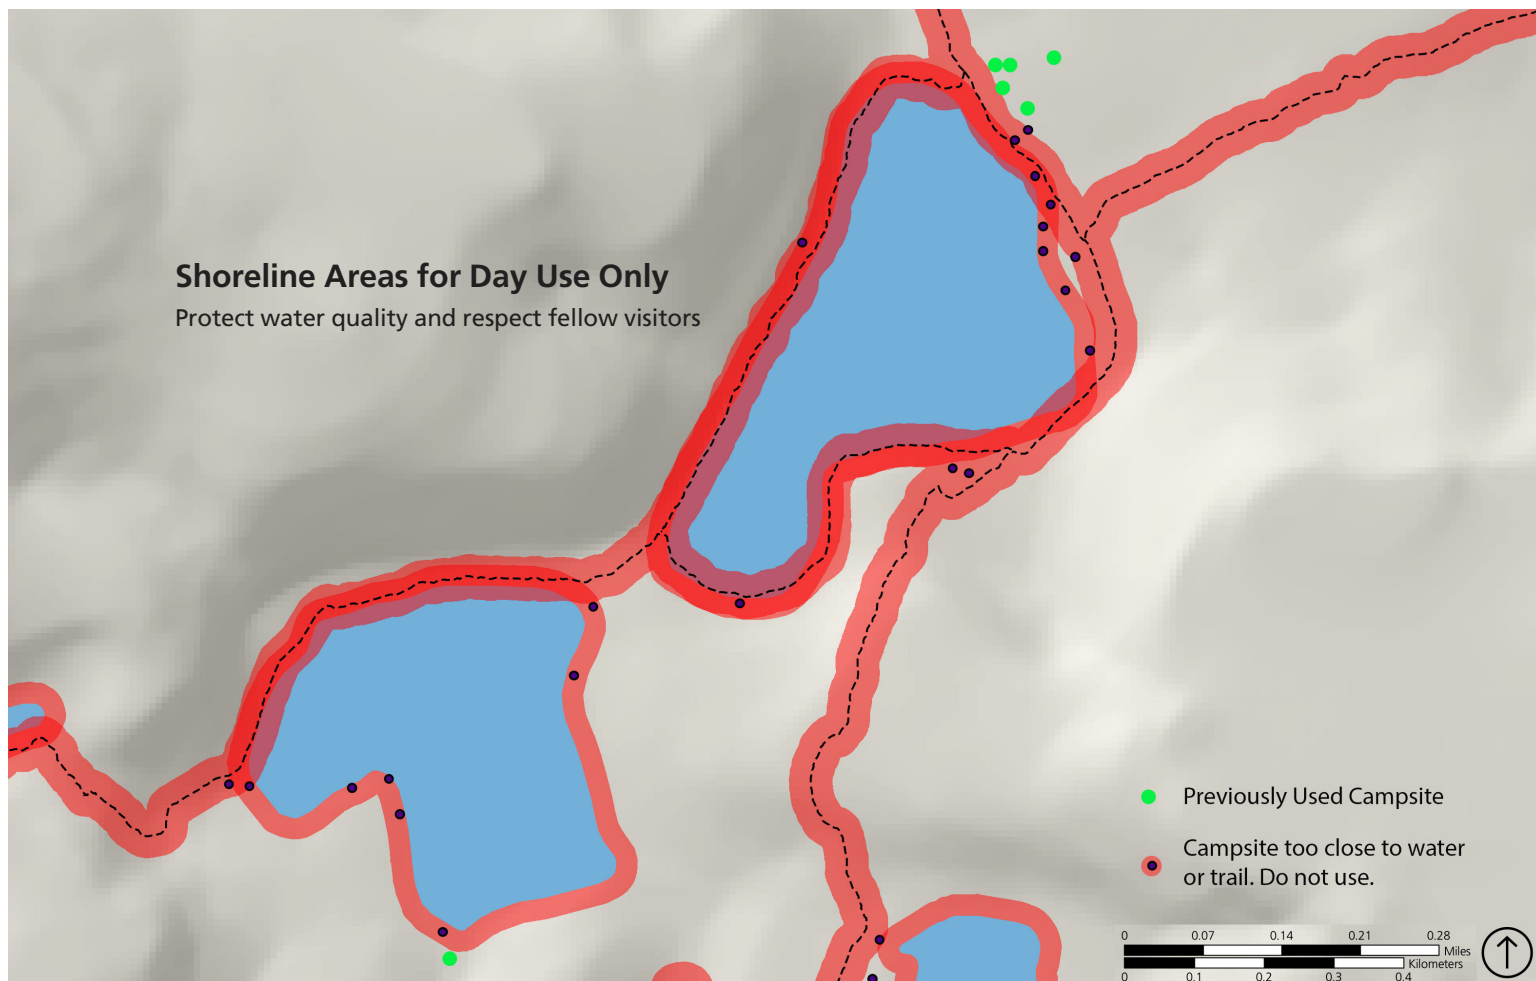 Shoreline Areas for Day Use Only
Protect water quality and respect fellow visitors
Previously Used Campsite
Campsite too close to water
or trail. Do not use.
0 0.07 0.14 0.21 0.28
Miles
Kilometers
0 0.1 0.2 0.3 0.4